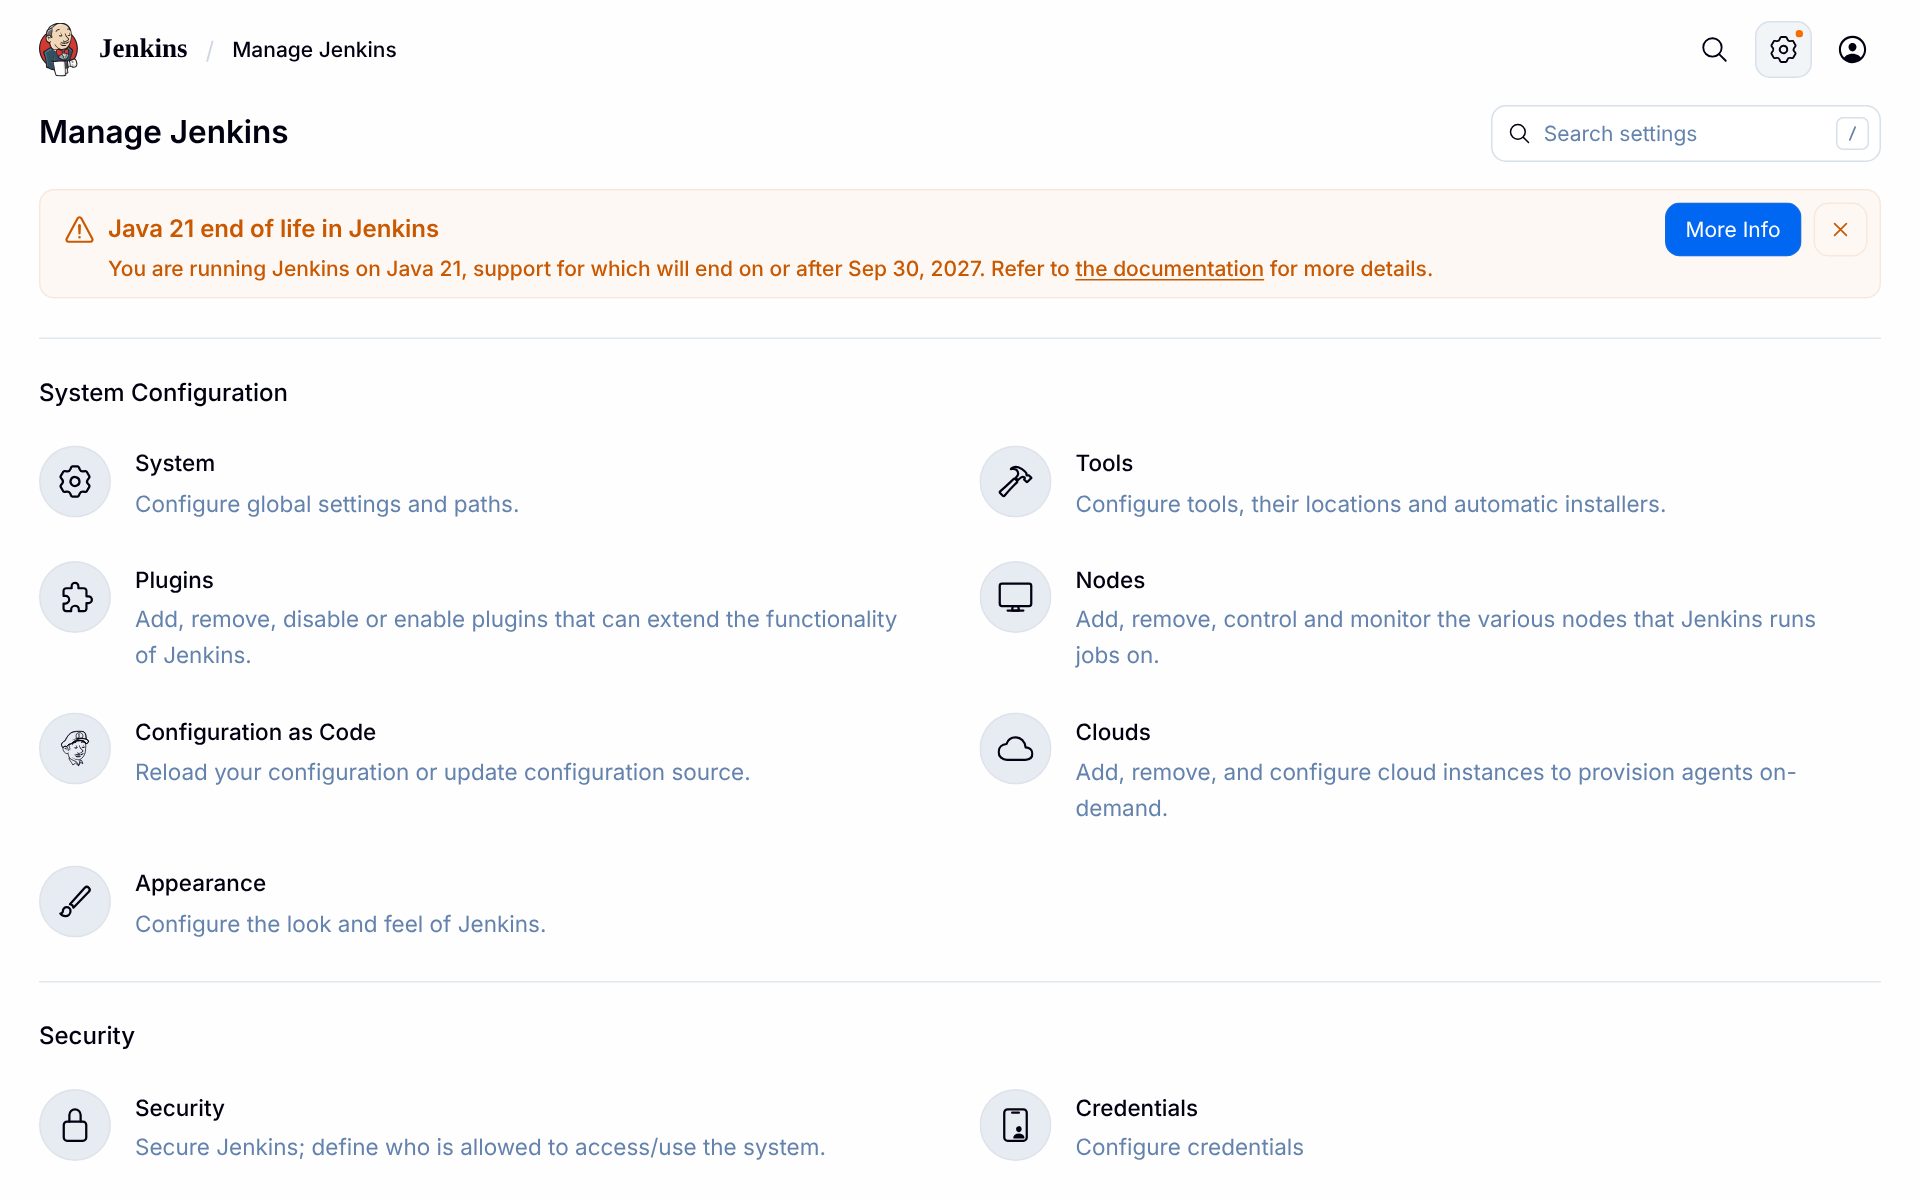 Jenkins / Manage Jenkins
Manage Jenkins
Search settings /
Java 21 end of life in Jenkins
More Info
You are running Jenkins on Java 21, support for which will end on or after Sep 30, 2027. Refer to the documentation for more details.
System Configuration
System
Configure global settings and paths.
Tools
Configure tools, their locations and automatic installers.
Plugins
Add, remove, disable or enable plugins that can extend the functionality
of Jenkins.
Nodes
Add, remove, control and monitor the various nodes that Jenkins runs
jobs on.
Configuration as Code
Reload your configuration or update configuration source.
Clouds
Add, remove, and configure cloud instances to provision agents on-
demand.
Appearance
Configure the look and feel of Jenkins.
Security
Security
Secure Jenkins; define who is allowed to access/use the system.
Credentials
Configure credentials